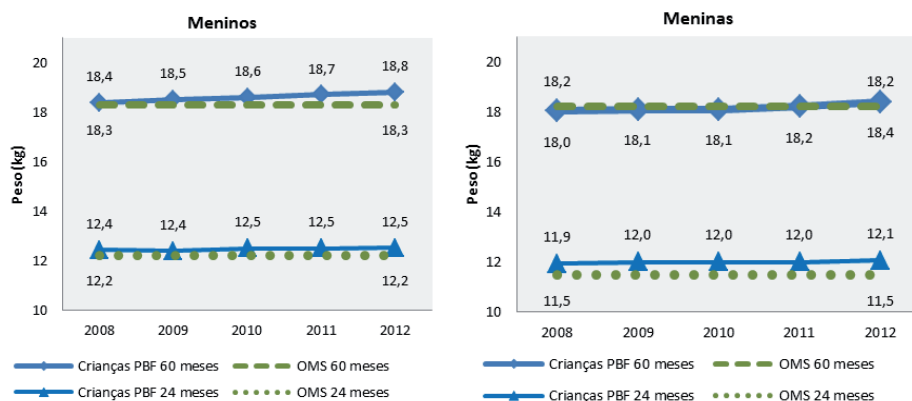 Meninos
Peso (kg)
20
18
16
14
12
10
18,4 18,5 18,6 18,7 18,8
18,3 18,3
12,4 12,4 12,5 12,5 12,5
12,2 12,2
2008 2009 2010 2011 2012
Crianças PBF 60 meses OMS 60 meses
Crianças PBF 24 meses OMS 24 meses
Meninas
Peso (kg)
20
18
16
14
12
10
18,2 18,2
18,0 18,1 18,1 18,2 18,4
11,9 12,0 12,0 12,0 12,1
11,5 11,5
2008 2009 2010 2011 2012
Crianças PBF 60 meses OMS 60 meses
Crianças PBF 24 meses OMS 24 meses